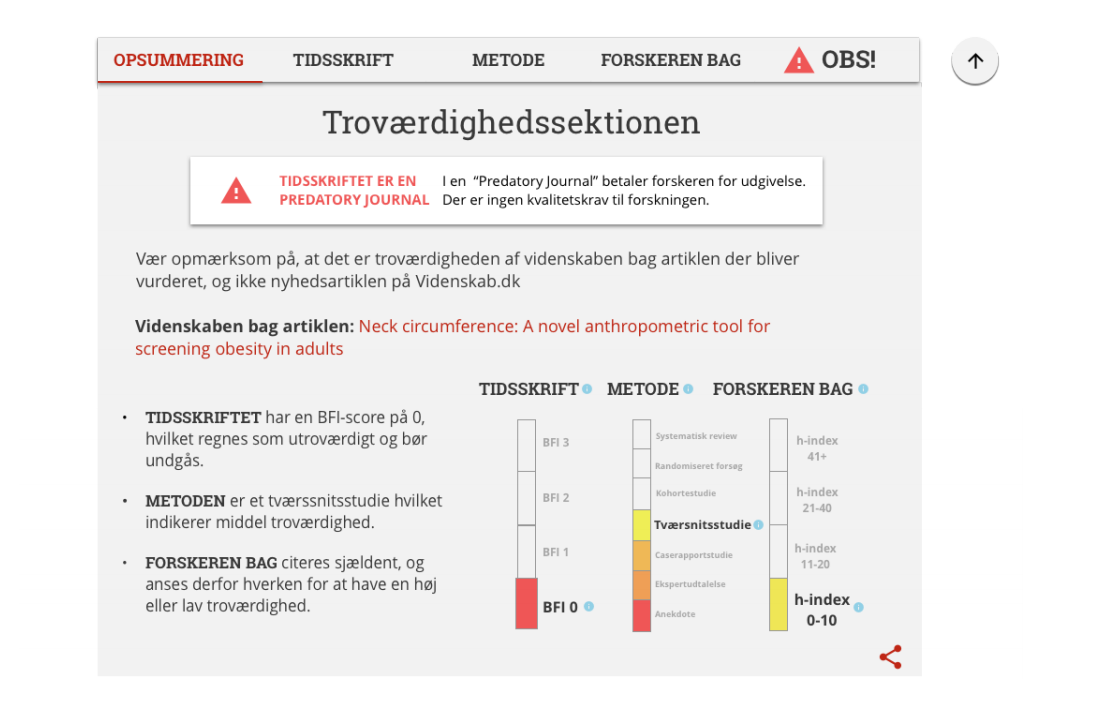 OPSUMMERING TIDSSKRIFT METODE FORSKEREN BAG OBS!
Troværdighedssektionen
TIDSSKRIFTET ER EN
PREDATORY JOURNAL
I en “Predatory Journal” betaler forskeren for udgivelse.
Der er ingen kvalitetskrav til forskningen.
Vær opmærksom på, at det er troværdigheden af videnskaben bag artiklen der bliver
vurderet, og ikke nyhedsartiklen på Videnskab.dk
Videnskaben bag artiklen: Neck circumference: A novel anthropometric tool for
screening obesity in adults
• TIDSSKRIFTET har en BFI-score på 0,
hvilket regnes som utroværdigt og bør
undgås.
• METODEN er et tværssnitsstudie hvilket
indikerer middel troværdighed.
• FORSKEREN BAG citeres sjældent, og
anses derfor hverken for at have en høj
eller lav troværdighed.
TIDSSKRIFT
BFI 3
BFI 2
BFI 1
BFI 0
METODE
Systematisk review
Randomiseret forsøg
Kohortestudie
Tværsnitsstudie
Caserapportstudie
Ekspertudtalelse
Anekdote
FORSKEREN BAG
h-index
41+
h-index
21-40
h-index
11-20
h-index
0-10